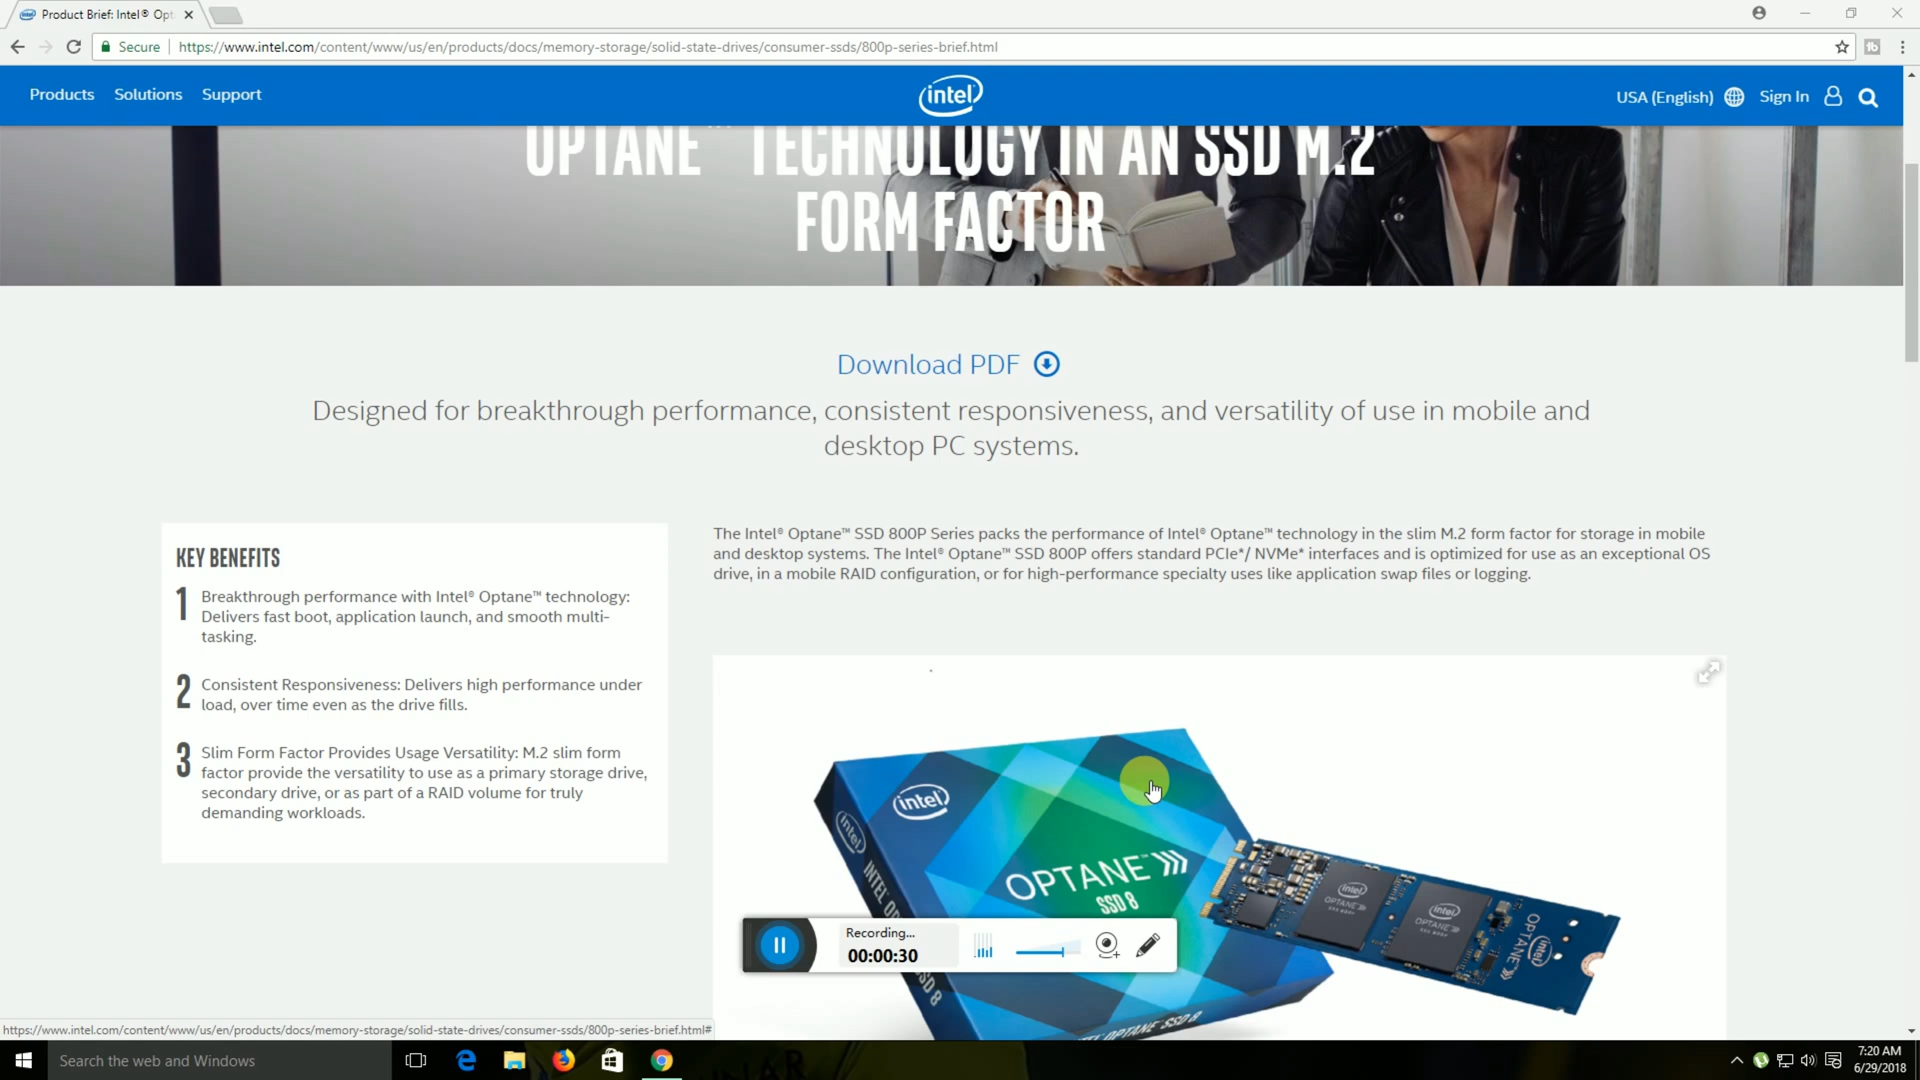 Product Brief: Intel® Opt
Secure
https://www.intel.com/content/www/us/en/products/docs/memory-storage/solid-state-drives/consumer-ssds/800p-series-brief.html
Products Solutions Support
intel
USA (English) Sign In
OPTANE™ TECHNOLOGY IN AN SSD M.2
FORM FACTOR
Download PDF
Designed for breakthrough performance, consistent responsiveness, and versatility of use in mobile and
desktop PC systems.
KEY BENEFITS
1 Breakthrough performance with Intel® Optane™ technology:
Delivers fast boot, application launch, and smooth multi-
tasking.
2 Consistent Responsiveness: Delivers high performance under
load, over time even as the drive fills.
3 Slim Form Factor Provides Usage Versatility: M.2 slim form
factor provide the versatility to use as a primary storage drive,
secondary drive, or as part of a RAID volume for truly
demanding workloads.
The Intel® Optane™ SSD 800P Series packs the performance of Intel® Optane™ technology in the slim M.2 form factor for storage in mobile
and desktop systems. The Intel® Optane™ SSD 800P offers standard PCIe*/ NVMe* interfaces and is optimized for use as an exceptional OS
drive, in a mobile RAID configuration, or for high-performance specialty uses like application swap files or logging.
intel
intel
OPTANE™
SSD 8
INTEL OP
SSD 8
INTEL OPTANE SSD 8
intel
OPTANE
intel
OPTANE
OPTANE
intel
Recording...
00:00:30
https://www.intel.com/content/www/us/en/products/docs/memory-storage/solid-state-drives/consumer-ssds/800p-series-brief.html#
Search the web and Windows
7:20 AM
6/29/2018